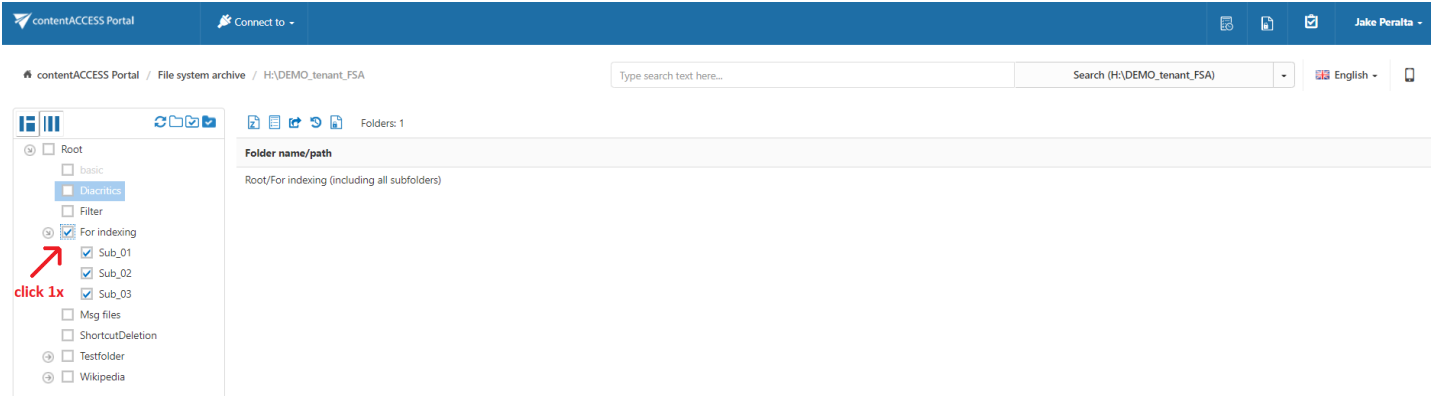 contentACCESS Portal
Connect to
Jake Peralta
contentACCESS Portal / File system archive / H:\DEMO_tenant_FSA
Type search text here...
Search (H:\DEMO_tenant_FSA)
English
Folders: 1
Root
basic
Diacritics
Filter
For indexing
Sub_01
Sub_02
Sub_03
click 1x
Msg files
ShortcutDeletion
Testfolder
Wikipedia
Folder name/path
Root/For indexing (including all subfolders)